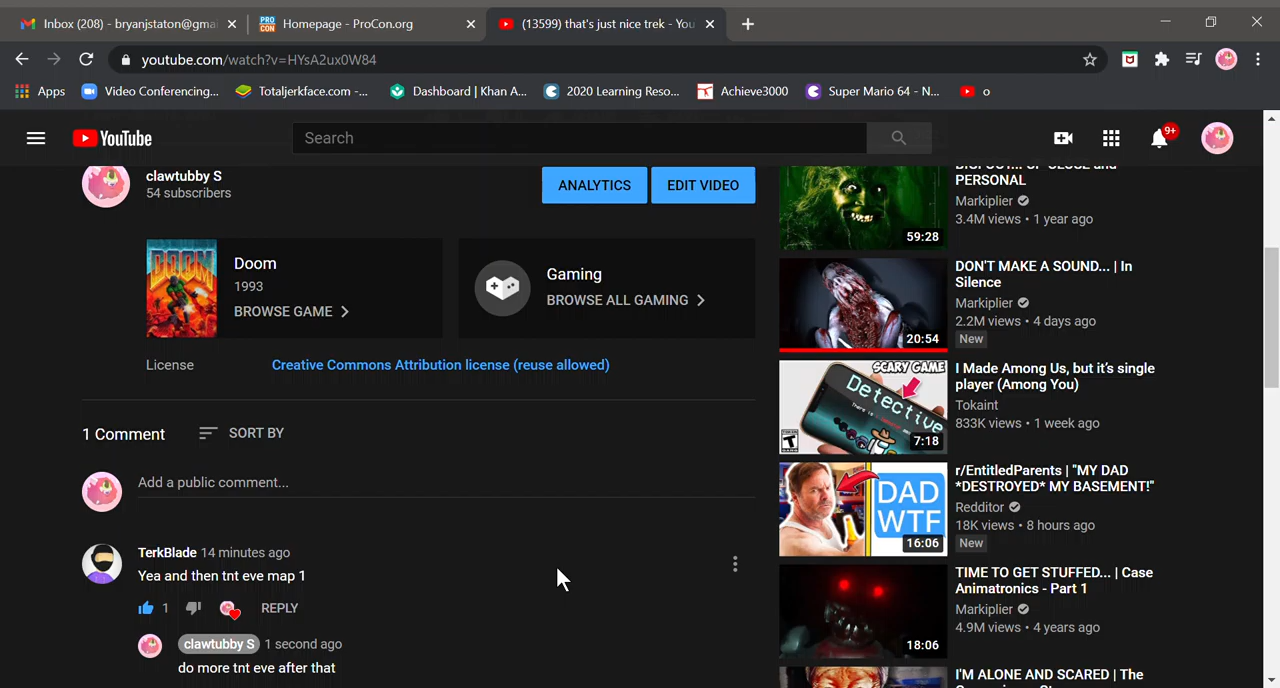 Inbox (208) - bryanjstaton@gmai
Homepage - ProCon.org
(13599) that's just nice trek - You
youtube.com/watch?v=HYsA2ux0W84
Apps
Video Conferencing...
Totaljerkface.com -...
Dashboard | Khan A...
2020 Learning Reso...
Achieve3000
Super Mario 64 - N...
o
YouTube
Search
9+
clawtubby S
54 subscribers
ANALYTICS
EDIT VIDEO
DOOM
Doom
1993
BROWSE GAME
Gaming
BROWSE ALL GAMING
License
Creative Commons Attribution license (reuse allowed)
1 Comment
SORT BY
Add a public comment...
TerkBlade 14 minutes ago
Yea and then tnt eve map 1
1
REPLY
clawtubby S 1 second ago
do more tnt eve after that
59:28
PERSONAL
Markiplier
3.4M views • 1 year ago
20:54
DON'T MAKE A SOUND... | In
Silence
Markiplier
2.2M views • 4 days ago
New
SCARY GAME
Detective
7:18
I Made Among Us, but it's single
player (Among You)
Tokaint
833K views • 1 week ago
DAD
WTF
16:06
r/EntitledParents | "MY DAD
*DESTROYED* MY BASEMENT!"
Redditor
18K views • 8 hours ago
New
18:06
TIME TO GET STUFFED... | Case
Animatronics - Part 1
Markiplier
4.9M views • 4 years ago
I'M ALONE AND SCARED | The